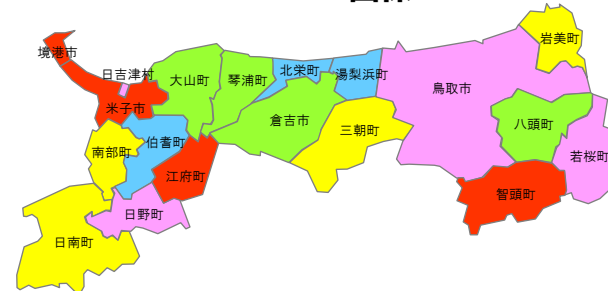 岩美町
境港市
日吉津村
大山町
琴浦町
北栄町
湯梨浜町
鳥取市
米子市
倉吉市
三朝町
八頭町
南部町
伯耆町
若桜町
江府町
智頭町
日野町
日南町